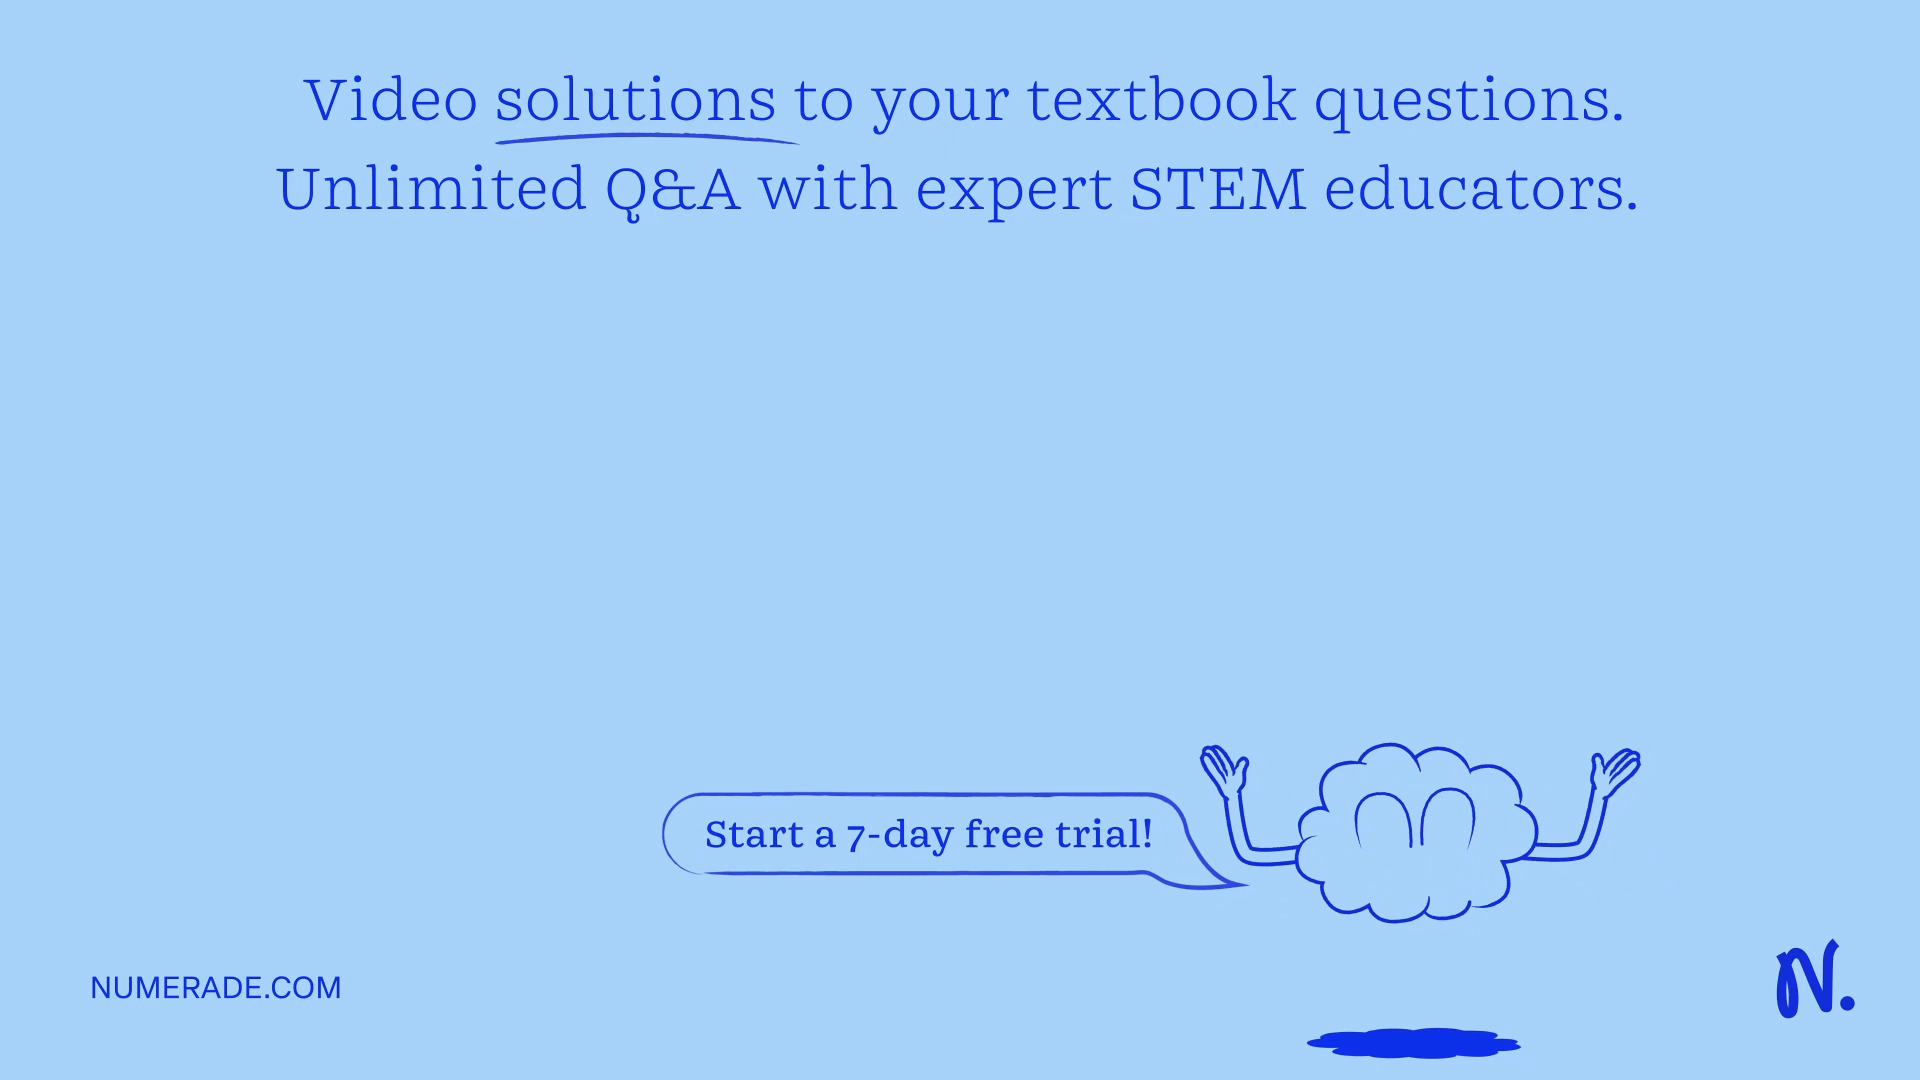 Video solutions to your textbook questions.
Unlimited Q&A with expert STEM educators.
Start a 7-day free trial!
NUMERADE.COM
N.